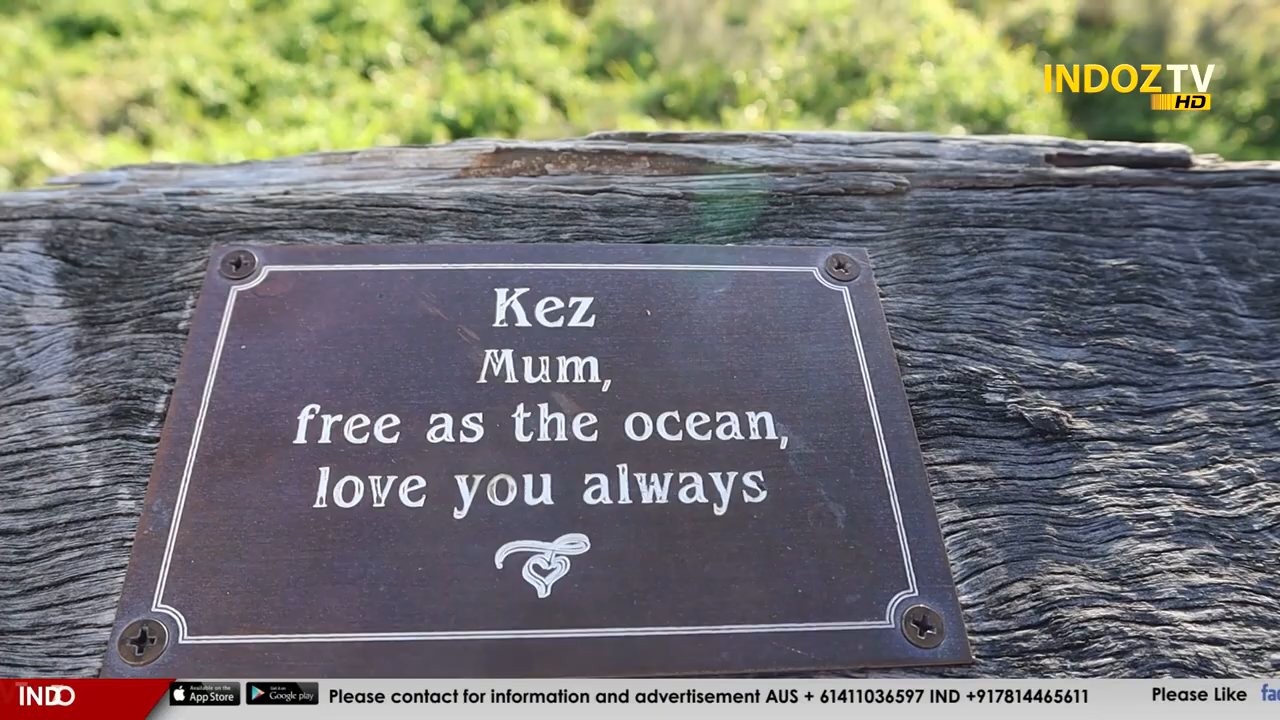 INDOZ TV
HD
Kez
Mum,
free as the ocean,
love you always
INDO
Available on the
App Store
Get it on
Google play
Please contact for information and advertisement AUS + 61411036597 IND +917814465611
Please Like